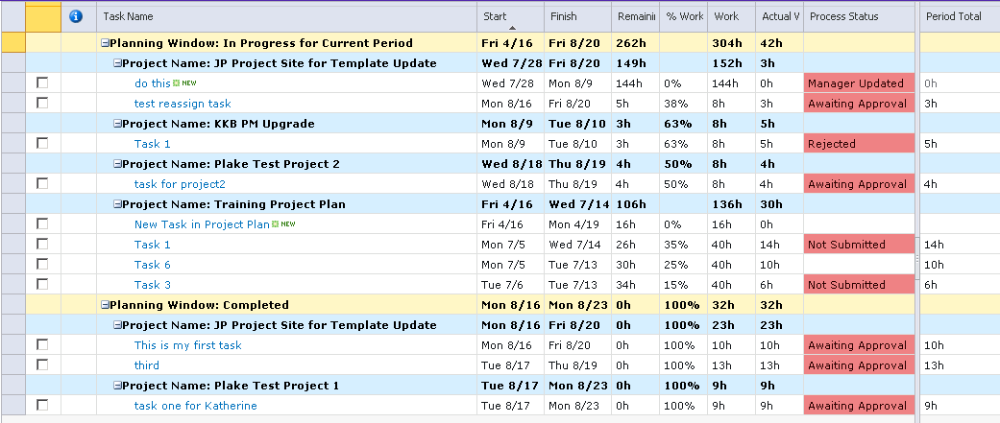 Task Name Start Finish Remaini % Work Work Actual W Process Status Period Total
Planning Window: In Progress for Current Period Fri 4/16 Fri 8/20 262h 304h 42h
Project Name: JP Project Site for Template Update Wed 7/28 Fri 8/20 149h 152h 3h
do this NEW Wed 7/28 Mon 8/9 144h 0% 144h 0h Manager Updated 0h
test reassign task Mon 8/16 Fri 8/20 5h 38% 8h 3h Awaiting Approval 3h
Project Name: KKB PM Upgrade Mon 8/9 Tue 8/10 3h 63% 8h 5h
Task 1 Mon 8/9 Tue 8/10 3h 63% 8h 5h Rejected 5h
Project Name: Plake Test Project 2 Wed 8/18 Thu 8/19 4h 50% 8h 4h
task for project2 Wed 8/18 Thu 8/19 4h 50% 8h 4h Awaiting Approval 4h
Project Name: Training Project Plan Fri 4/16 Wed 7/14 106h 136h 30h
New Task in Project Plan NEW Fri 4/16 Mon 4/19 16h 0% 16h 0h
Task 1 Mon 7/5 Wed 7/14 26h 35% 40h 14h Not Submitted 14h
Task 6 Mon 7/5 Tue 7/13 30h 25% 40h 10h 10h
Task 3 Tue 7/6 Tue 7/13 34h 15% 40h 6h Not Submitted 6h
Planning Window: Completed Mon 8/16 Mon 8/23 0h 100% 32h 32h
Project Name: JP Project Site for Template Update Mon 8/16 Fri 8/20 0h 100% 23h 23h
This is my first task Mon 8/16 Fri 8/20 0h 100% 10h 10h Awaiting Approval 10h
third Tue 8/17 Thu 8/19 0h 100% 13h 13h Awaiting Approval 13h
Project Name: Plake Test Project 1 Tue 8/17 Mon 8/23 0h 100% 9h 9h
task one for Katherine Tue 8/17 Mon 8/23 0h 100% 9h 9h Awaiting Approval 9h